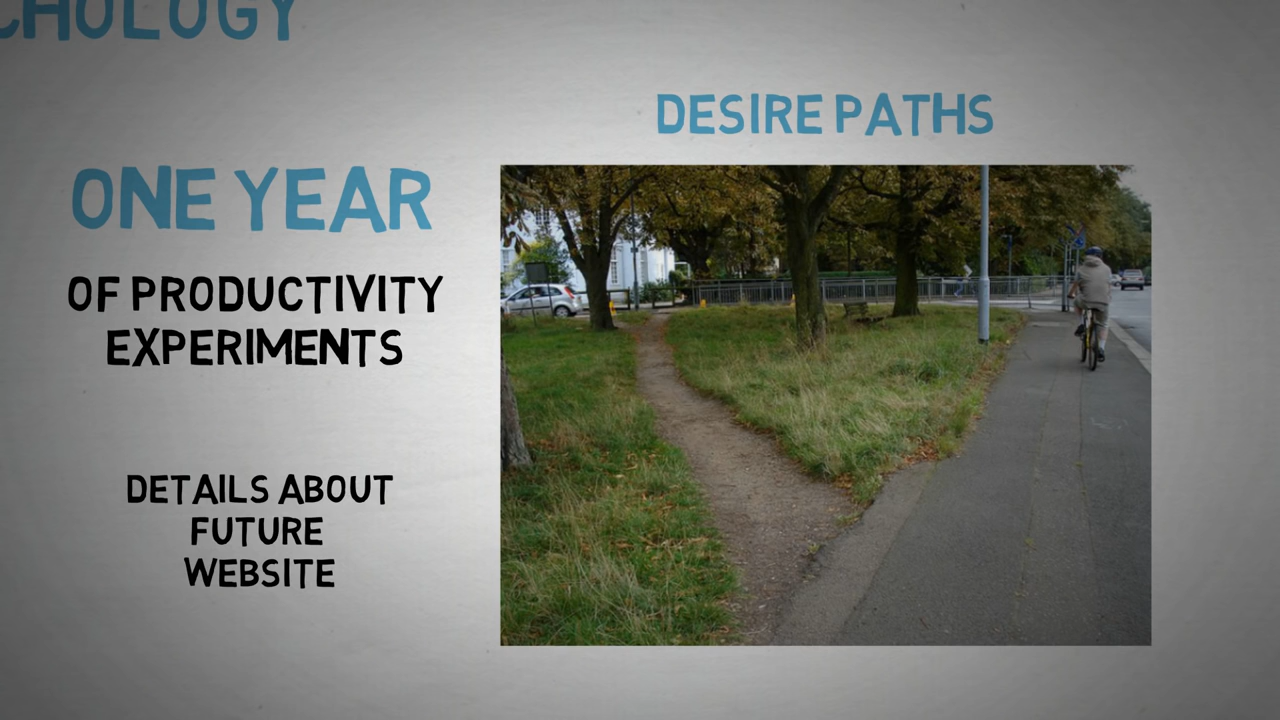 CHOLOGY
DESIRE PATHS
ONE YEAR
OF PRODUCTIVITY
EXPERIMENTS
DETAILS ABOUT
FUTURE
WEBSITE